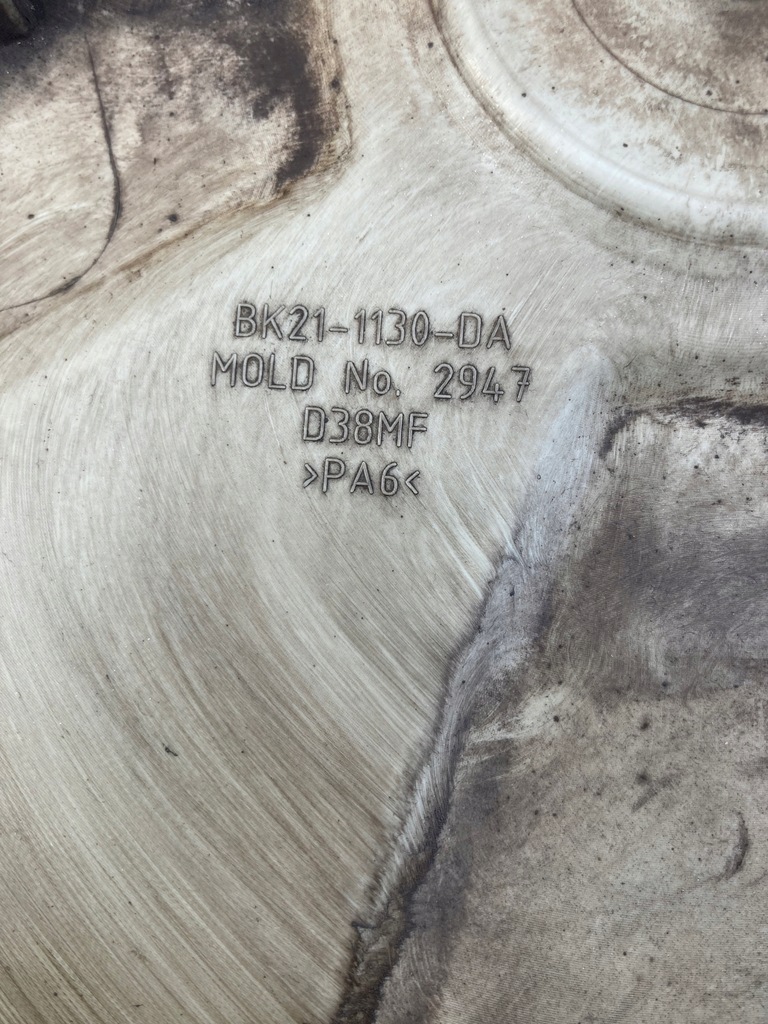 BK21-1130-DA
MOLD No. 2947
D38MF
>PA6<